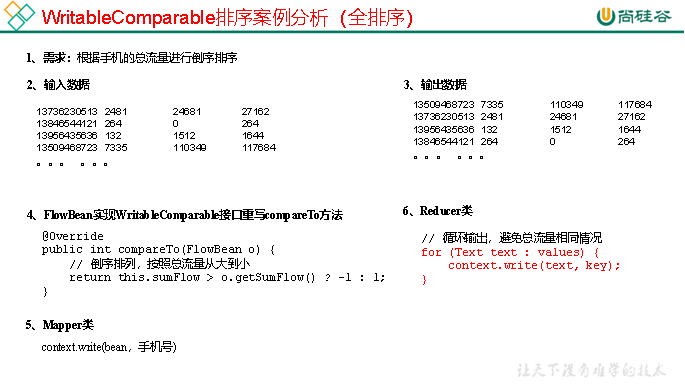 WritableComparable排序案例分析（全排序）
尚硅谷
1、需求：根据手机的总流量进行倒序排序
2、输入数据
13736230513 2481 24681 27162
13846544121 264 0 264
13956435636 132 1512 1644
13509468723 7335 110349 117684
。。。 。。。
3、输出数据
13509468723 7335 110349 117684
13736230513 2481 24681 27162
13956435636 132 1512 1644
13846544121 264 0 264
。。。 。。。
4、FlowBean实现WritableComparable接口重写compareTo方法
@Override
public int compareTo(FlowBean o) {
// 倒序排列，按照总流量从大到小
return this.sumFlow > o.getSumFlow() ? -1 : 1;
}
5、Mapper类
context.write(bean，手机号)
6、Reducer类
// 循环输出，避免总流量相同情况
for (Text text : values) {
context.write(text, key);
}
让天下没有难学的技术